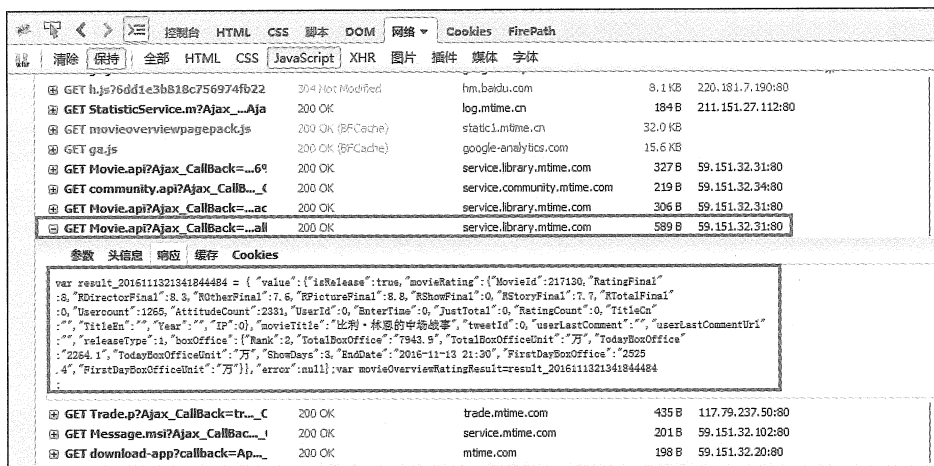 控制台 HTML CSS 脚本 DOM 网络 Cookies FirePath
清除 保持 全部 HTML CSS JavaScript XHR 图片 插件 媒体 字体
GET h.js?6dd1e3b818c756974fb22 304 Not Modified hm.baidu.com 8.1 KB 220.181.7.190:80
GET StatisticService.m?Ajax_...Aja 200 OK log.mtime.cn 184 B 211.151.27.112:80
GET movieoverviewpagepack.js 200 OK (BFCache) static1.mtime.cn 32.0 KB
GET ga.js 200 OK (BFCache) google-analytics.com 15.6 KB
GET Movie.api?Ajax_CallBack=...6% 200 OK service.library.mtime.com 327 B 59.151.32.31:80
GET community.api?Ajax_CallB..._( 200 OK service.community.mtime.com 219 B 59.151.32.34:80
GET Movie.api?Ajax_CallBack=...ac 200 OK service.library.mtime.com 306 B 59.151.32.31:80
GET Movie.api?Ajax_CallBack=...all 200 OK service.library.mtime.com 589 B 59.151.32.31:80
参数 头信息 响应 缓存 Cookies
var result_2016111321341844484 = { "value":{"isRelease":true,"movieRating":{"MovieId":217130,"RatingFinal"
:8,"RDirectorFinal":8.3,"ROtherFinal":7.6,"RPictureFinal":8.8,"RShowFinal":0,"RStoryFinal":7.7,"RTotalFinal"
:0,"Usercount":1265,"AttitudeCount":2331,"UserId":0,"EnterTime":0,"JustTotal":0,"RatingCount":0,"TitleCn"
:"","TitleEn":"","Year":"","IP":0},"movieTitle":"比利·林恩的中场战事","tweetId":0,"userLastComment":"","userLastCommentUrl"
:"","releaseType":1,"boxOffice":{"Rank":2,"TotalBoxOffice":"7943.9","TotalBoxOfficeUnit":"万","TodayBoxOffice"
:"2264.1","TodayBoxOfficeUnit":"万","ShowDays":3,"EndDate":"2016-11-13 21:30","FirstDayBoxOffice":"2525
.4","FirstDayBoxOfficeUnit":"万"}},"error":null};var movieOverviewRatingResult=result_2016111321341844484
;
GET Trade.p?Ajax_CallBack=tr..._C 200 OK trade.mtime.com 435 B 117.79.237.50:80
GET Message.msi?Ajax_CallBac..._( 200 OK service.mtime.com 201 B 59.151.32.102:80
GET download-app?callback=Ap..._ 200 OK mtime.com 198 B 59.151.32.20:80